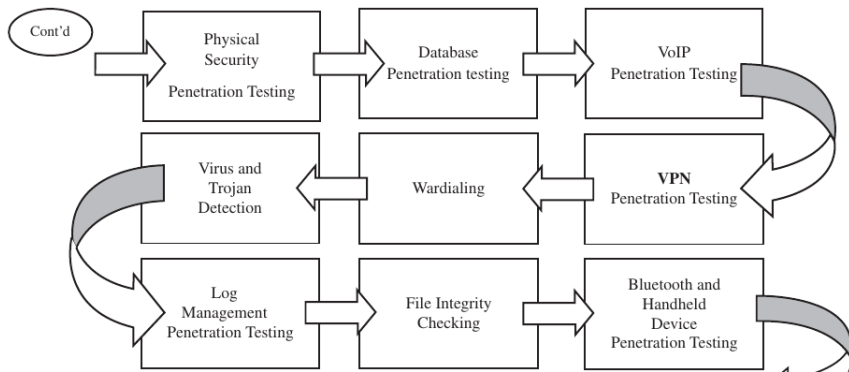 Cont'd
Physical
Security
Penetration Testing
Database
Penetration testing
VoIP
Penetration Testing
Virus and
Trojan
Detection
Wardialing
VPN
Penetration Testing
Log
Management
Penetration Testing
File Integrity
Checking
Bluetooth and
Handheld
Device
Penetration Testing